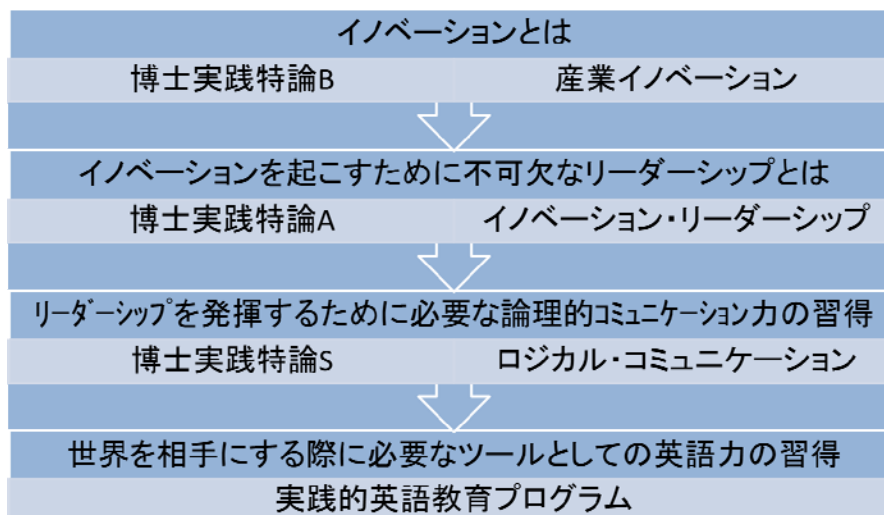 イノベーションとは
博士実践特論B 産業イノベーション
イノベーションを起こすために不可欠なリーダーシップとは
博士実践特論A イノベーション・リーダーシップ
ﾘｰﾀﾞｰｼｯﾌﾟを発揮するために必要な論理的ｺﾐｭﾆｹｰｼｮﾝ力の習得
博士実践特論S ロジカル・コミュニケーション
世界を相手にする際に必要なツールとしての英語力の習得
実践的英語教育プログラム